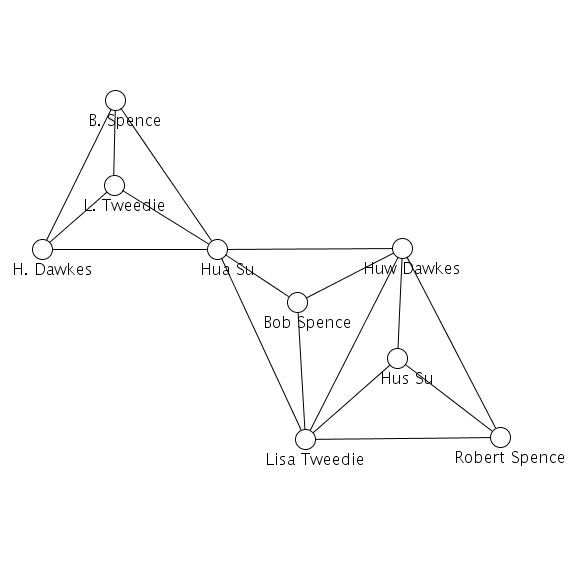 B. Spence
L. Tweedie
H. Dawkes
Hua Su
Huw Dawkes
Bob Spence
Hus Su
Lisa Tweedie
Robert Spence